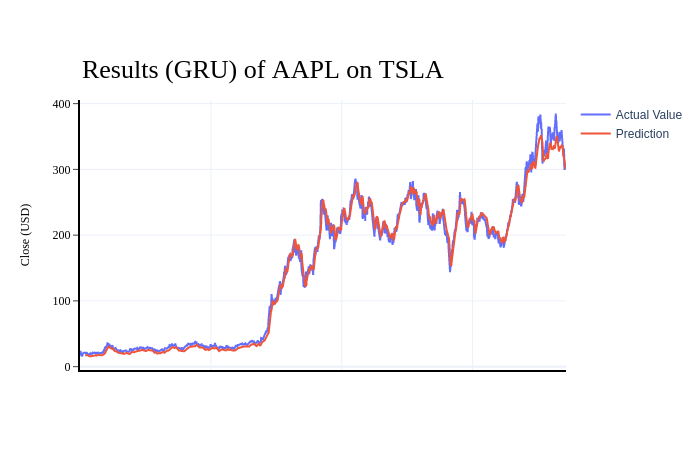 Results (GRU) of AAPL on TSLA
Actual Value
Prediction
Close (USD)
400
300
200
100
0